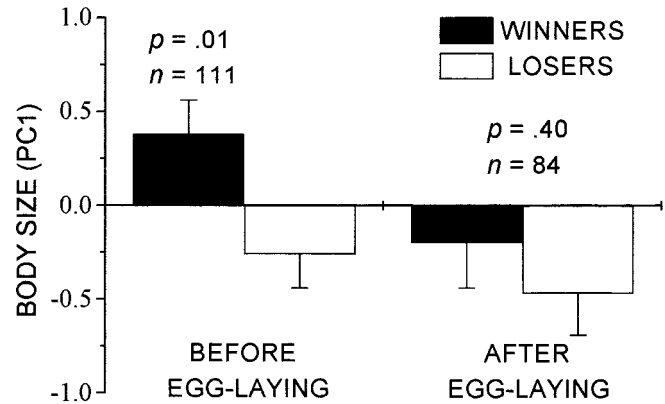 1.0
0.5
0.0
-0.5
-1.0
BODY SIZE (PC1)
p = .01
n = 111
WINNERS
LOSERS
p = .40
n = 84
BEFORE
EGG-LAYING
AFTER
EGG-LAYING